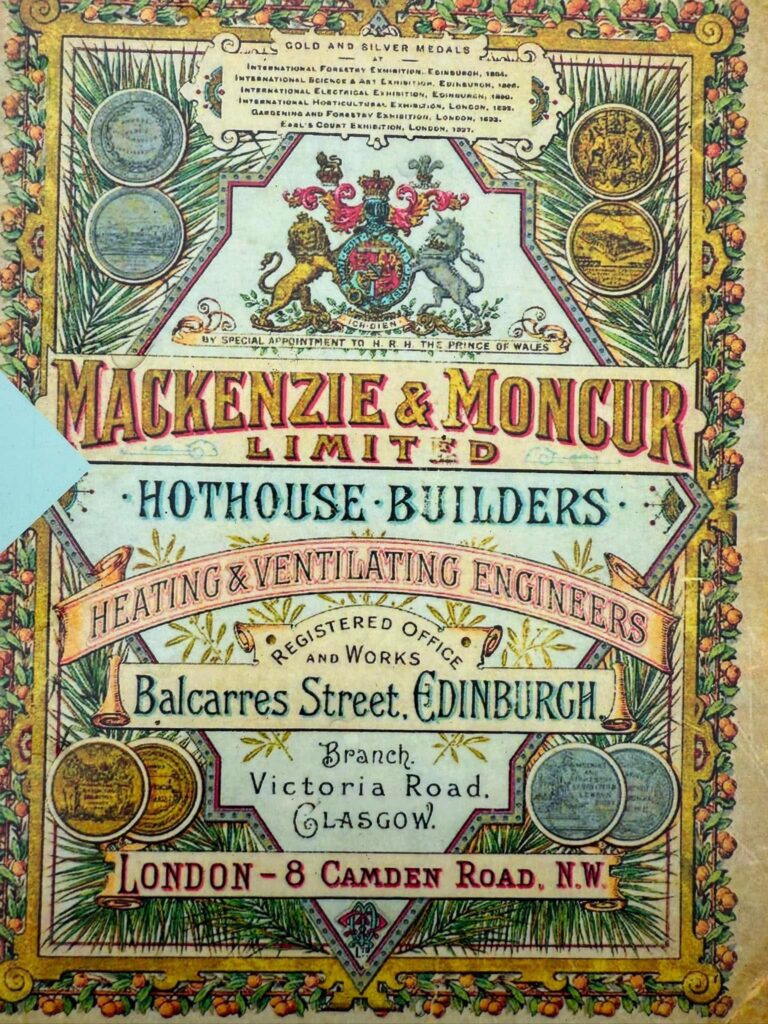 GOLD AND SILVER MEDALS
AT
INTERNATIONAL FORESTRY EXHIBITION, EDINBURGH, 1884.
INTERNATIONAL SCIENCE & ART EXHIBITION, EDINBURGH, 1886.
INTERNATIONAL ELECTRICAL EXHIBITION, EDINBURGH, 1890.
INTERNATIONAL HORTICULTURAL EXHIBITION, LONDON, 1892.
GARDENING AND FORESTRY EXHIBITION, LONDON, 1893.
EARL'S COURT EXHIBITION, LONDON,
ICH·DIEN
BY SPECIAL APPOINTMENT TO H. R. H. THE PRINCE OF WALES
MACKENZIE & MONCUR
LIMITED
·HOTHOUSE·BUILDERS·
HEATING & VENTILATING ENGINEERS
REGISTERED OFFICE
AND WORKS
Balcarres Street, EDINBURGH.
Branch.
Victoria Road.
GLASGOW.
LONDON – 8 CAMDEN ROAD, N.W.